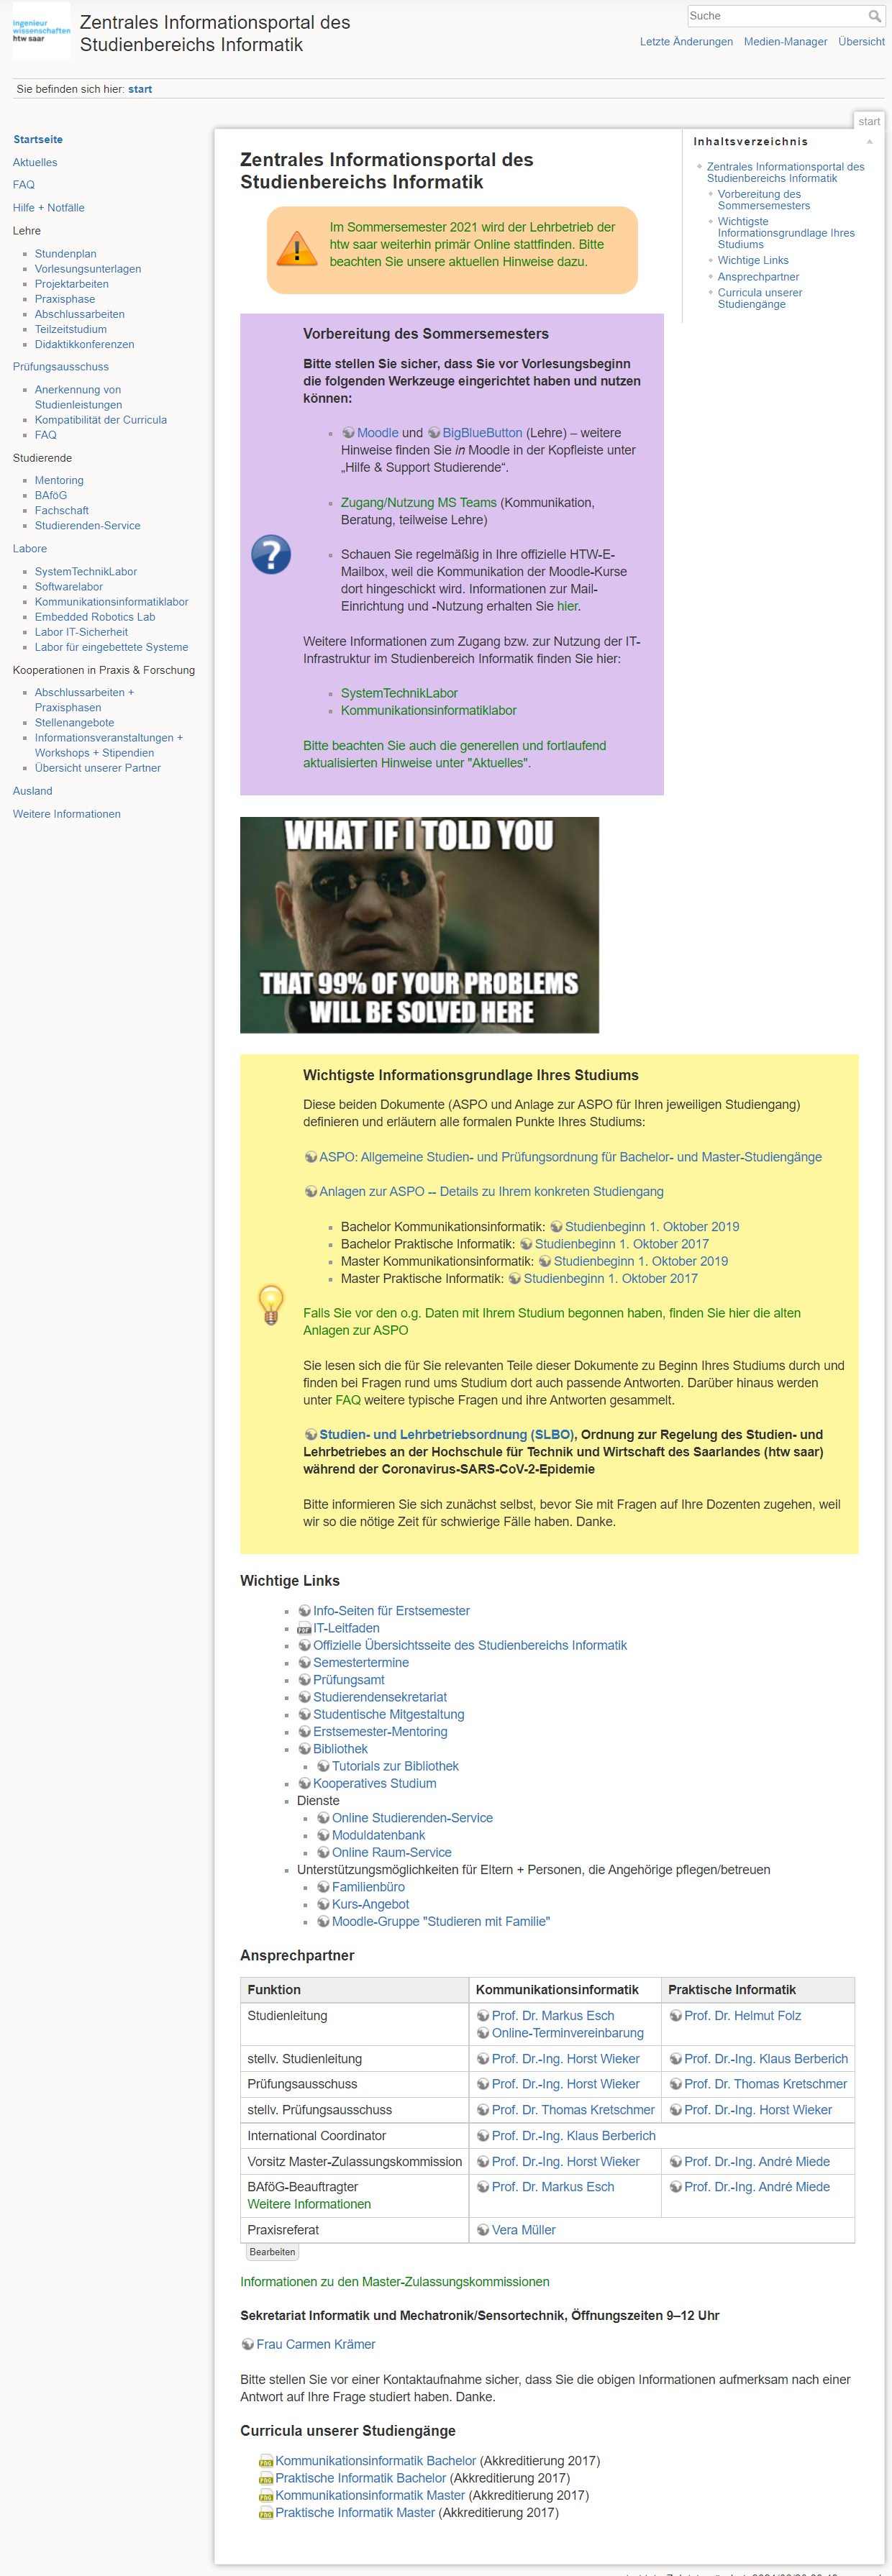 ingenieur
wissenschaften
htw saar
Zentrales Informationsportal des
Studienbereichs Informatik
Suche
Letzte Änderungen Medien-Manager Übersicht
Sie befinden sich hier: start
start
Startseite
Aktuelles
FAQ
Hilfe + Notfälle
Lehre
Stundenplan
Vorlesungsunterlagen
Projektarbeiten
Praxisphase
Abschlussarbeiten
Teilzeitstudium
Didaktikkonferenzen
Prüfungsausschuss
Anerkennung von
Studienleistungen
Kompatibilität der Curricula
FAQ
Studierende
Mentoring
BAföG
Fachschaft
Studierenden-Service
Labore
SystemTechnikLabor
Softwarelabor
Kommunikationsinformatiklabor
Embedded Robotics Lab
Labor IT-Sicherheit
Labor für eingebettete Systeme
Kooperationen in Praxis & Forschung
Abschlussarbeiten +
Praxisphasen
Stellenangebote
Informationsveranstaltungen +
Workshops + Stipendien
Übersicht unserer Partner
Ausland
Weitere Informationen
Inhaltsverzeichnis
Zentrales Informationsportal des
Studienbereichs Informatik
Vorbereitung des
Sommersemesters
Wichtigste
Informationsgrundlage Ihres
Studiums
Wichtige Links
Ansprechpartner
Curricula unserer
Studiengänge
Zentrales Informationsportal des
Studienbereichs Informatik
Im Sommersemester 2021 wird der Lehrbetrieb der
htw saar weiterhin primär Online stattfinden. Bitte
beachten Sie unsere aktuellen Hinweise dazu.
Vorbereitung des Sommersemesters
Bitte stellen Sie sicher, dass Sie vor Vorlesungsbeginn
die folgenden Werkzeuge eingerichtet haben und nutzen
können:
Moodle und BigBlueButton (Lehre) – weitere
Hinweise finden Sie in Moodle in der Kopfleiste unter
„Hilfe & Support Studierende“.
Zugang/Nutzung MS Teams (Kommunikation,
Beratung, teilweise Lehre)
Schauen Sie regelmäßig in Ihre offizielle HTW-E-
Mailbox, weil die Kommunikation der Moodle-Kurse
dort hingeschickt wird. Informationen zur Mail-
Einrichtung und -Nutzung erhalten Sie hier.
Weitere Informationen zum Zugang bzw. zur Nutzung der IT-
Infrastruktur im Studienbereich Informatik finden Sie hier:
SystemTechnikLabor
Kommunikationsinformatiklabor
Bitte beachten Sie auch die generellen und fortlaufend
aktualisierten Hinweise unter "Aktuelles".
WHAT IF I TOLD YOU
THAT 99% OF YOUR PROBLEMS
WILL BE SOLVED HERE
Wichtigste Informationsgrundlage Ihres Studiums
Diese beiden Dokumente (ASPO und Anlage zur ASPO für Ihren jeweiligen Studiengang)
definieren und erläutern alle formalen Punkte Ihres Studiums:
ASPO: Allgemeine Studien- und Prüfungsordnung für Bachelor- und Master-Studiengänge
Anlagen zur ASPO -- Details zu Ihrem konkreten Studiengang
Bachelor Kommunikationsinformatik: Studienbeginn 1. Oktober 2019
Bachelor Praktische Informatik: Studienbeginn 1. Oktober 2017
Master Kommunikationsinformatik: Studienbeginn 1. Oktober 2019
Master Praktische Informatik: Studienbeginn 1. Oktober 2017
Falls Sie vor den o.g. Daten mit Ihrem Studium begonnen haben, finden Sie hier die alten
Anlagen zur ASPO
Sie lesen sich die für Sie relevanten Teile dieser Dokumente zu Beginn Ihres Studiums durch und
finden bei Fragen rund ums Studium dort auch passende Antworten. Darüber hinaus werden
unter FAQ weitere typische Fragen und ihre Antworten gesammelt.
Studien- und Lehrbetriebsordnung (SLBO), Ordnung zur Regelung des Studien- und
Lehrbetriebes an der Hochschule für Technik und Wirtschaft des Saarlandes (htw saar)
während der Coronavirus-SARS-CoV-2-Epidemie
Bitte informieren Sie sich zunächst selbst, bevor Sie mit Fragen auf Ihre Dozenten zugehen, weil
wir so die nötige Zeit für schwierige Fälle haben. Danke.
Wichtige Links
Info-Seiten für Erstsemester
IT-Leitfaden
Offizielle Übersichtsseite des Studienbereichs Informatik
Semestertermine
Prüfungsamt
Studierendensekretariat
Studentische Mitgestaltung
Erstsemester-Mentoring
Bibliothek
Tutorials zur Bibliothek
Kooperatives Studium
Dienste
Online Studierenden-Service
Moduldatenbank
Online Raum-Service
Unterstützungsmöglichkeiten für Eltern + Personen, die Angehörige pflegen/betreuen
Familienbüro
Kurs-Angebot
Moodle-Gruppe "Studieren mit Familie"
Ansprechpartner
Funktion Kommunikationsinformatik Praktische Informatik
Studienleitung Prof. Dr. Markus Esch Prof. Dr. Helmut Folz
Online-Terminvereinbarung
stellv. Studienleitung Prof. Dr.-Ing. Horst Wieker Prof. Dr.-Ing. Klaus Berberich
Prüfungsausschuss Prof. Dr.-Ing. Horst Wieker Prof. Dr. Thomas Kretschmer
stellv. Prüfungsausschuss Prof. Dr. Thomas Kretschmer Prof. Dr.-Ing. Horst Wieker
International Coordinator Prof. Dr.-Ing. Klaus Berberich
Vorsitz Master-Zulassungskommission Prof. Dr.-Ing. Horst Wieker Prof. Dr.-Ing. André Miede
BAföG-Beauftragter Prof. Dr. Markus Esch Prof. Dr.-Ing. André Miede
Weitere Informationen
Praxisreferat Vera Müller
Bearbeiten
Informationen zu den Master-Zulassungskommissionen
Sekretariat Informatik und Mechatronik/Sensortechnik, Öffnungszeiten 9–12 Uhr
Frau Carmen Krämer
Bitte stellen Sie vor einer Kontaktaufnahme sicher, dass Sie die obigen Informationen aufmerksam nach einer
Antwort auf Ihre Frage studiert haben. Danke.
Curricula unserer Studiengänge
Kommunikationsinformatik Bachelor (Akkreditierung 2017)
Praktische Informatik Bachelor (Akkreditierung 2017)
Kommunikationsinformatik Master (Akkreditierung 2017)
Praktische Informatik Master (Akkreditierung 2017)